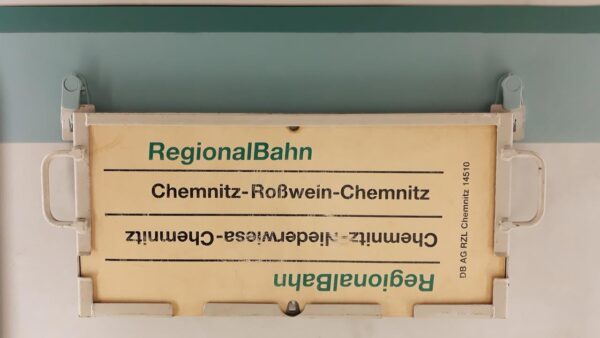 RegionalBahn
Chemnitz-Roßwein-Chemnitz
Chemnitz-Niederwiesa-Chemnitz
RegionalBahn
DB AG RZL Chemnitz 14510